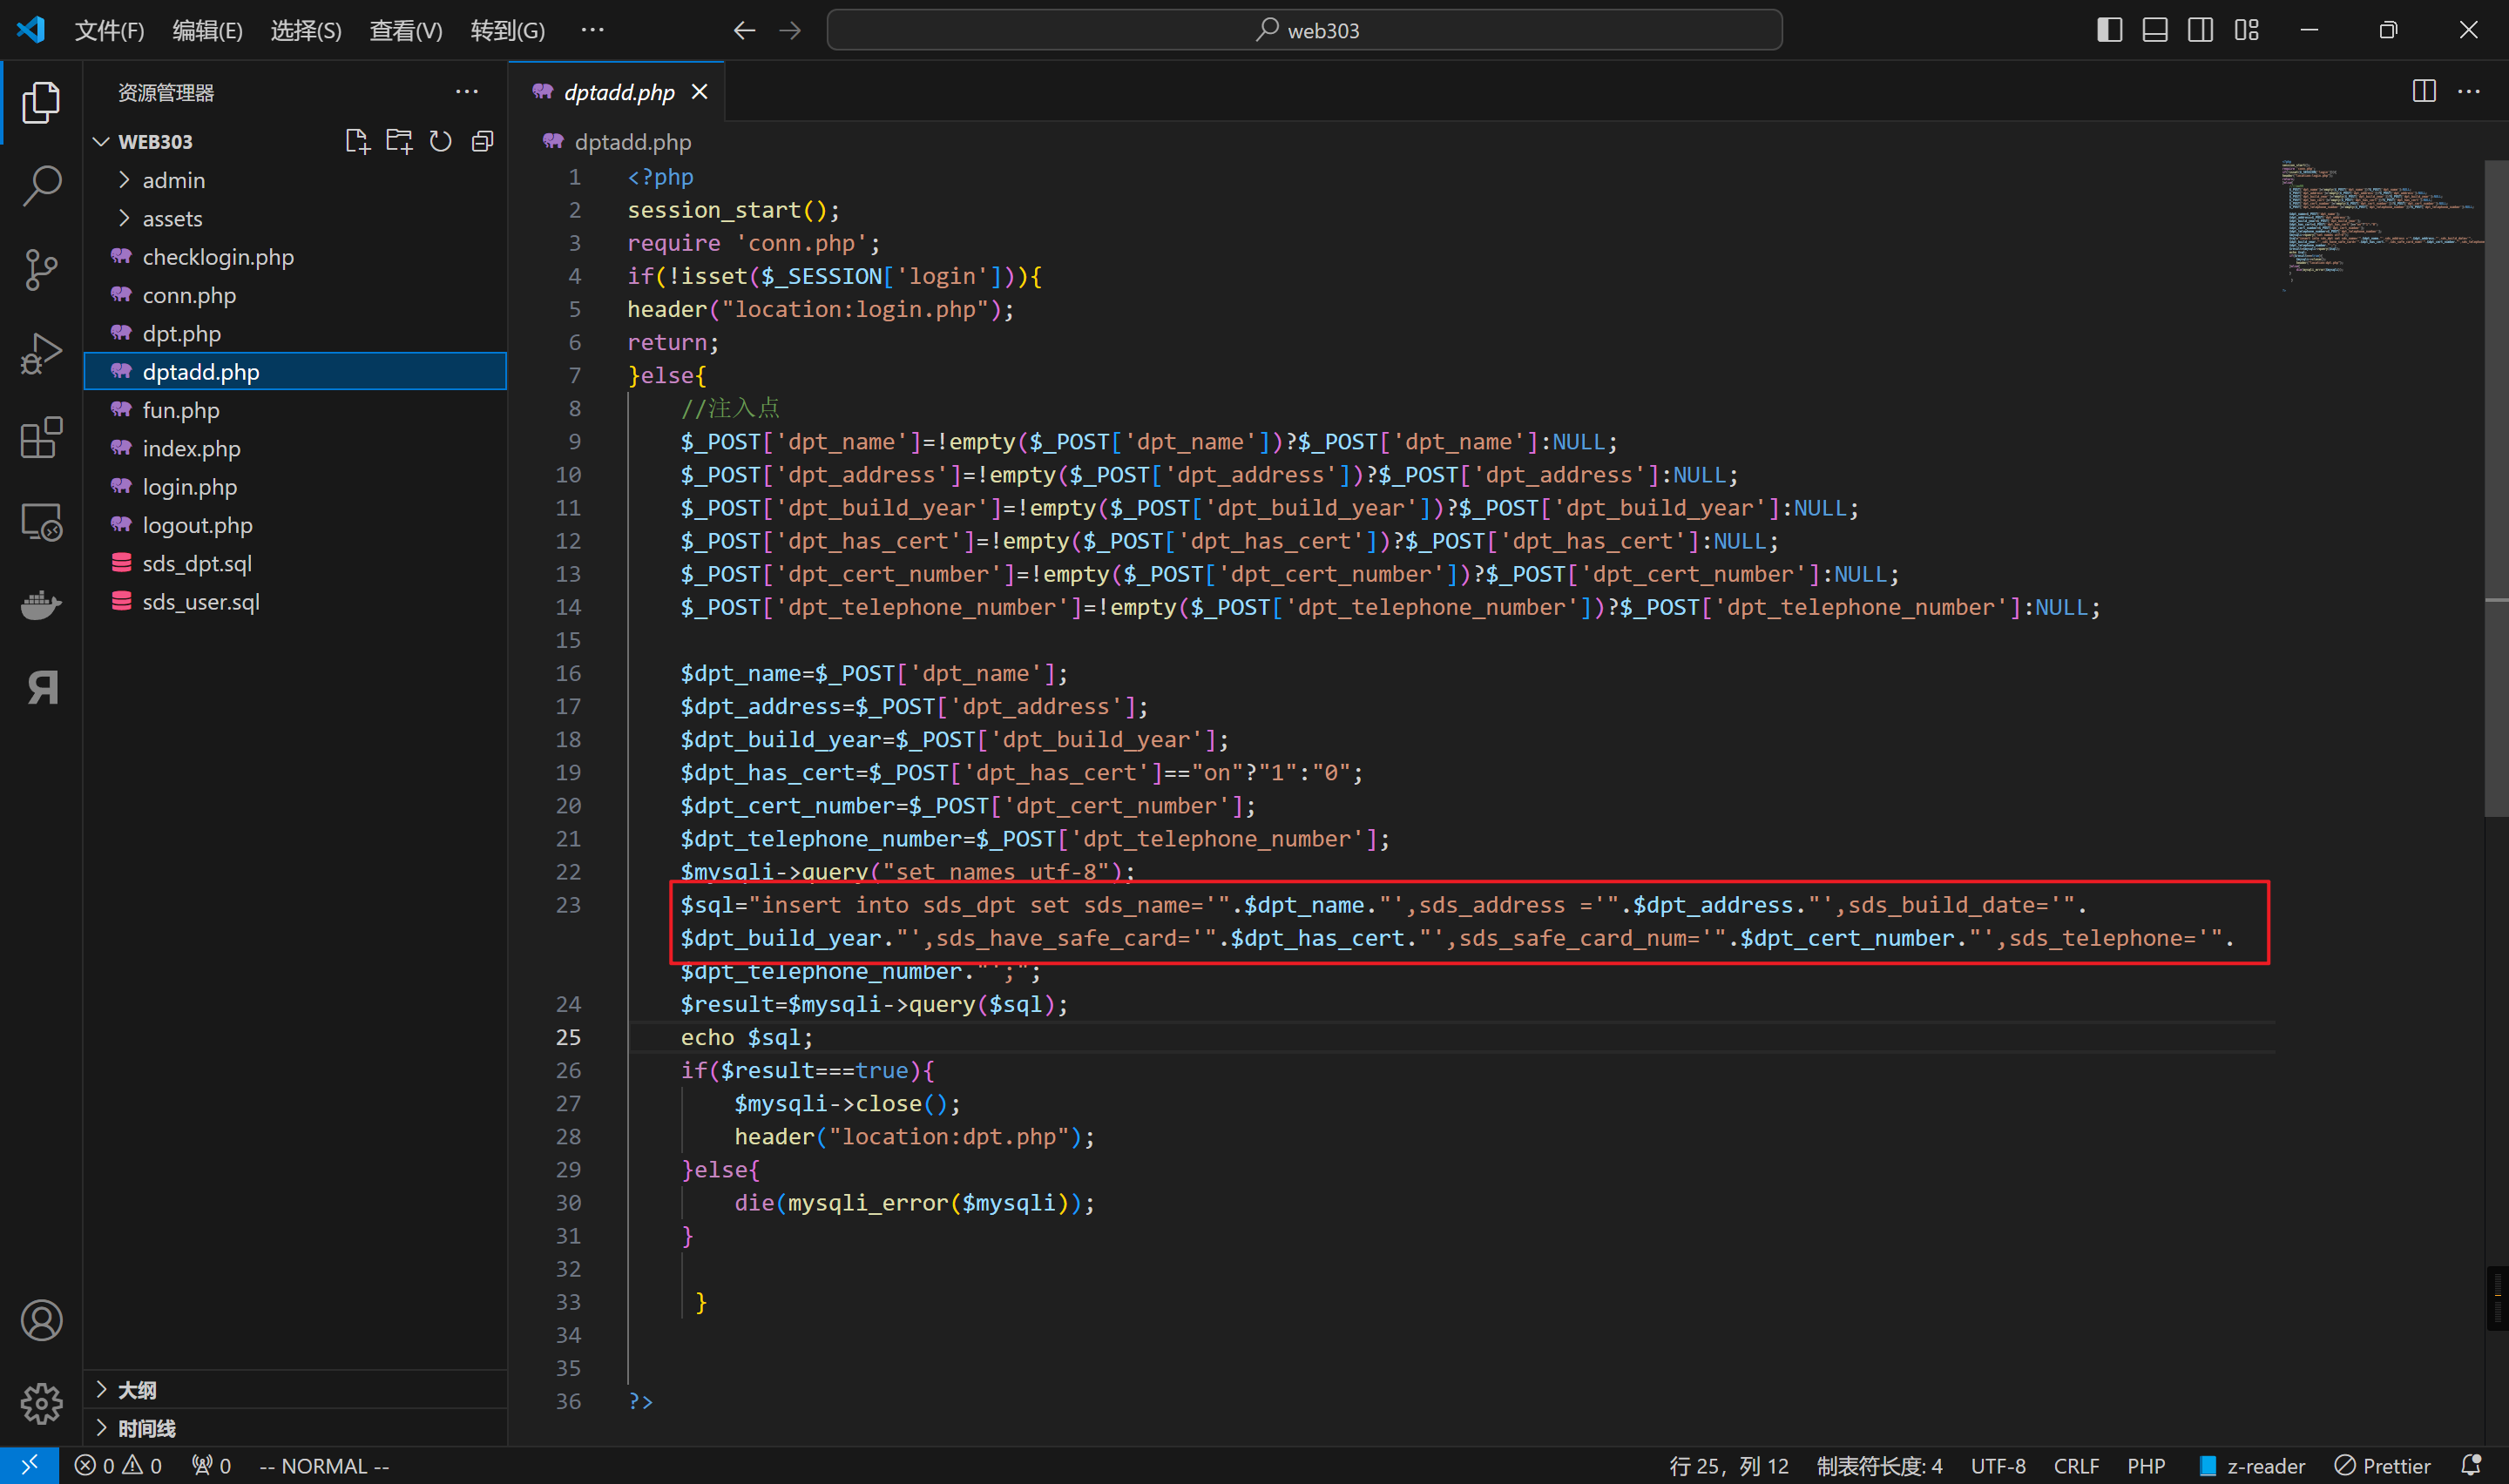 文件(F) 编辑(E) 选择(S) 查看(V) 转到(G) ··· web303
资源管理器 ···
WEB303
admin
assets
checklogin.php
conn.php
dpt.php
dptadd.php
fun.php
index.php
login.php
logout.php
sds_dpt.sql
sds_user.sql
大纲
时间线
dptadd.php
dptadd.php
1 <?php
2 session_start();
3 require 'conn.php';
4 if(!isset($_SESSION['login'])){
5 header("location:login.php");
6 return;
7 }else{
8 //注入点
9 $_POST['dpt_name']=!empty($_POST['dpt_name'])?$_POST['dpt_name']:NULL;
10 $_POST['dpt_address']=!empty($_POST['dpt_address'])?$_POST['dpt_address']:NULL;
11 $_POST['dpt_build_year']=!empty($_POST['dpt_build_year'])?$_POST['dpt_build_year']:NULL;
12 $_POST['dpt_has_cert']=!empty($_POST['dpt_has_cert'])?$_POST['dpt_has_cert']:NULL;
13 $_POST['dpt_cert_number']=!empty($_POST['dpt_cert_number'])?$_POST['dpt_cert_number']:NULL;
14 $_POST['dpt_telephone_number']=!empty($_POST['dpt_telephone_number'])?$_POST['dpt_telephone_number']:NULL;
15
16 $dpt_name=$_POST['dpt_name'];
17 $dpt_address=$_POST['dpt_address'];
18 $dpt_build_year=$_POST['dpt_build_year'];
19 $dpt_has_cert=$_POST['dpt_has_cert']=="on"?"1":"0";
20 $dpt_cert_number=$_POST['dpt_cert_number'];
21 $dpt_telephone_number=$_POST['dpt_telephone_number'];
22 $mysqli->query("set names utf-8");
23 $sql="insert into sds_dpt set sds_name='".$dpt_name."',sds_address ='".$dpt_address."',sds_build_date='".
$dpt_build_year."',sds_have_safe_card='".$dpt_has_cert."',sds_safe_card_num='".$dpt_cert_number."',sds_telephone='".
$dpt_telephone_number."';";
24 $result=$mysqli->query($sql);
25 echo $sql;
26 if($result===true){
27 $mysqli->close();
28 header("location:dpt.php");
29 }else{
30 die(mysqli_error($mysqli));
31 }
32
33 }
34
35
36 ?>
0 0 0 -- NORMAL -- 行 25，列 12 制表符长度: 4 UTF-8 CRLF PHP z-reader Prettier